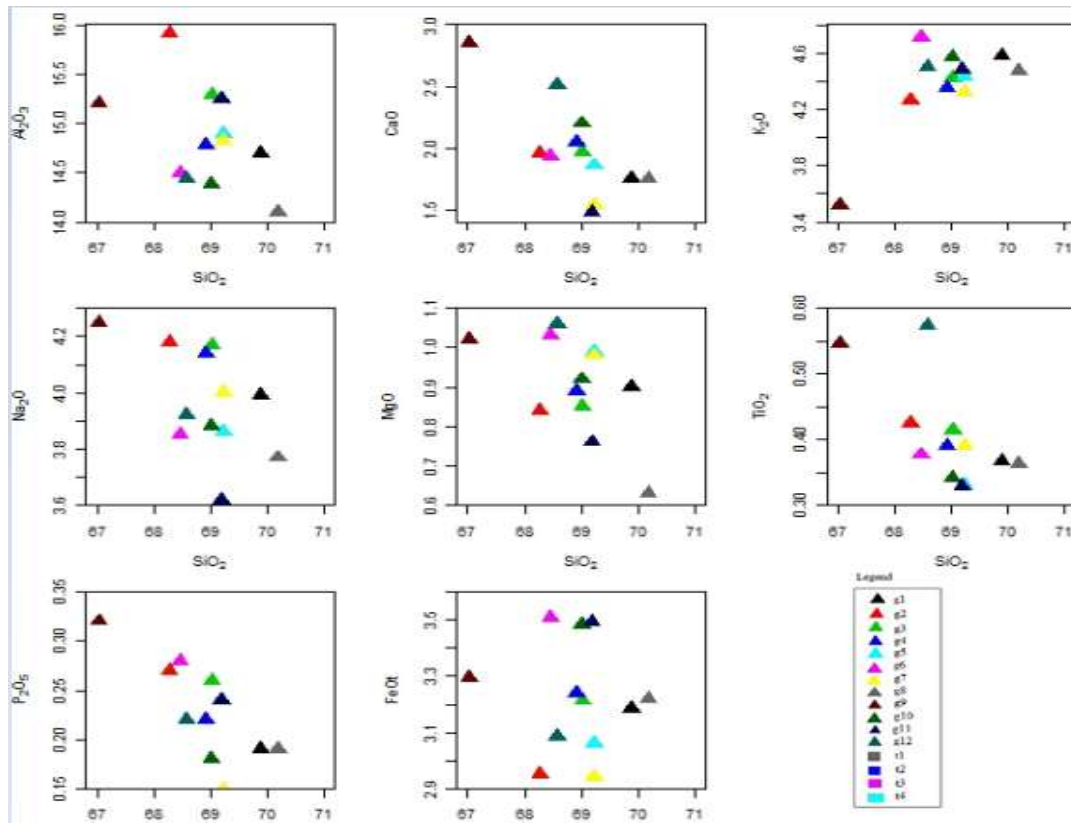 Al₂O₃
16.0
15.5
15.0
14.5
14.0
67 68 69 70 71
SiO₂
CaO
3.0
2.5
2.0
1.5
67 68 69 70 71
SiO₂
K₂O
4.6
4.2
3.8
3.4
67 68 69 70 71
SiO₂
Na₂O
4.2
4.0
3.8
3.6
67 68 69 70 71
SiO₂
MgO
1.1
1.0
0.9
0.8
0.7
0.6
67 68 69 70 71
SiO₂
TiO₂
0.60
0.50
0.40
0.30
67 68 69 70 71
SiO₂
P₂O₅
0.35
0.30
0.25
0.20
0.15
67 68 69 70 71
FeOt
3.5
3.3
3.1
2.9
67 68 69 70 71
Legend
g1
g2
g3
g4
g5
g6
g7
g8
g9
g10
g11
g12
t1
t2
t3
t4